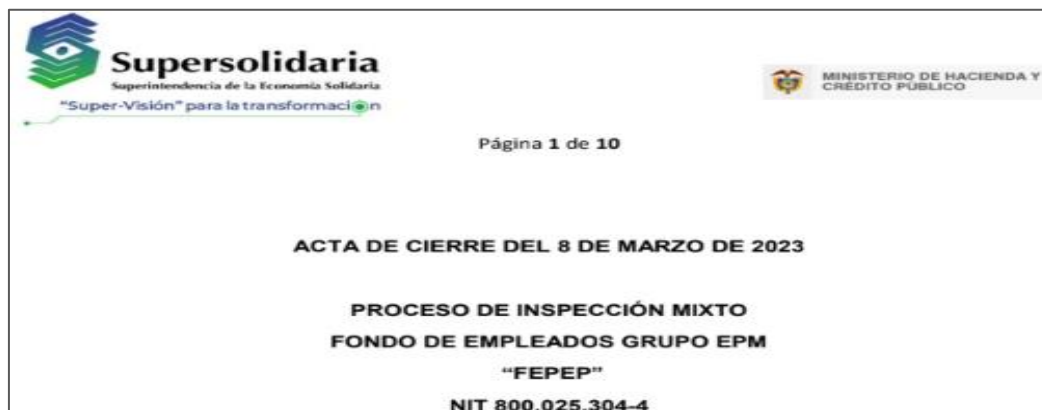 Supersolidaria
Superintendencia de la Economía Solidaria
"Super-Visión" para la transformación
MINISTERIO DE HACIENDA Y
CRÉDITO PÚBLICO
Página 1 de 10
ACTA DE CIERRE DEL 8 DE MARZO DE 2023
PROCESO DE INSPECCIÓN MIXTO
FONDO DE EMPLEADOS GRUPO EPM
“FEPEP”
NIT 800.025.304-4